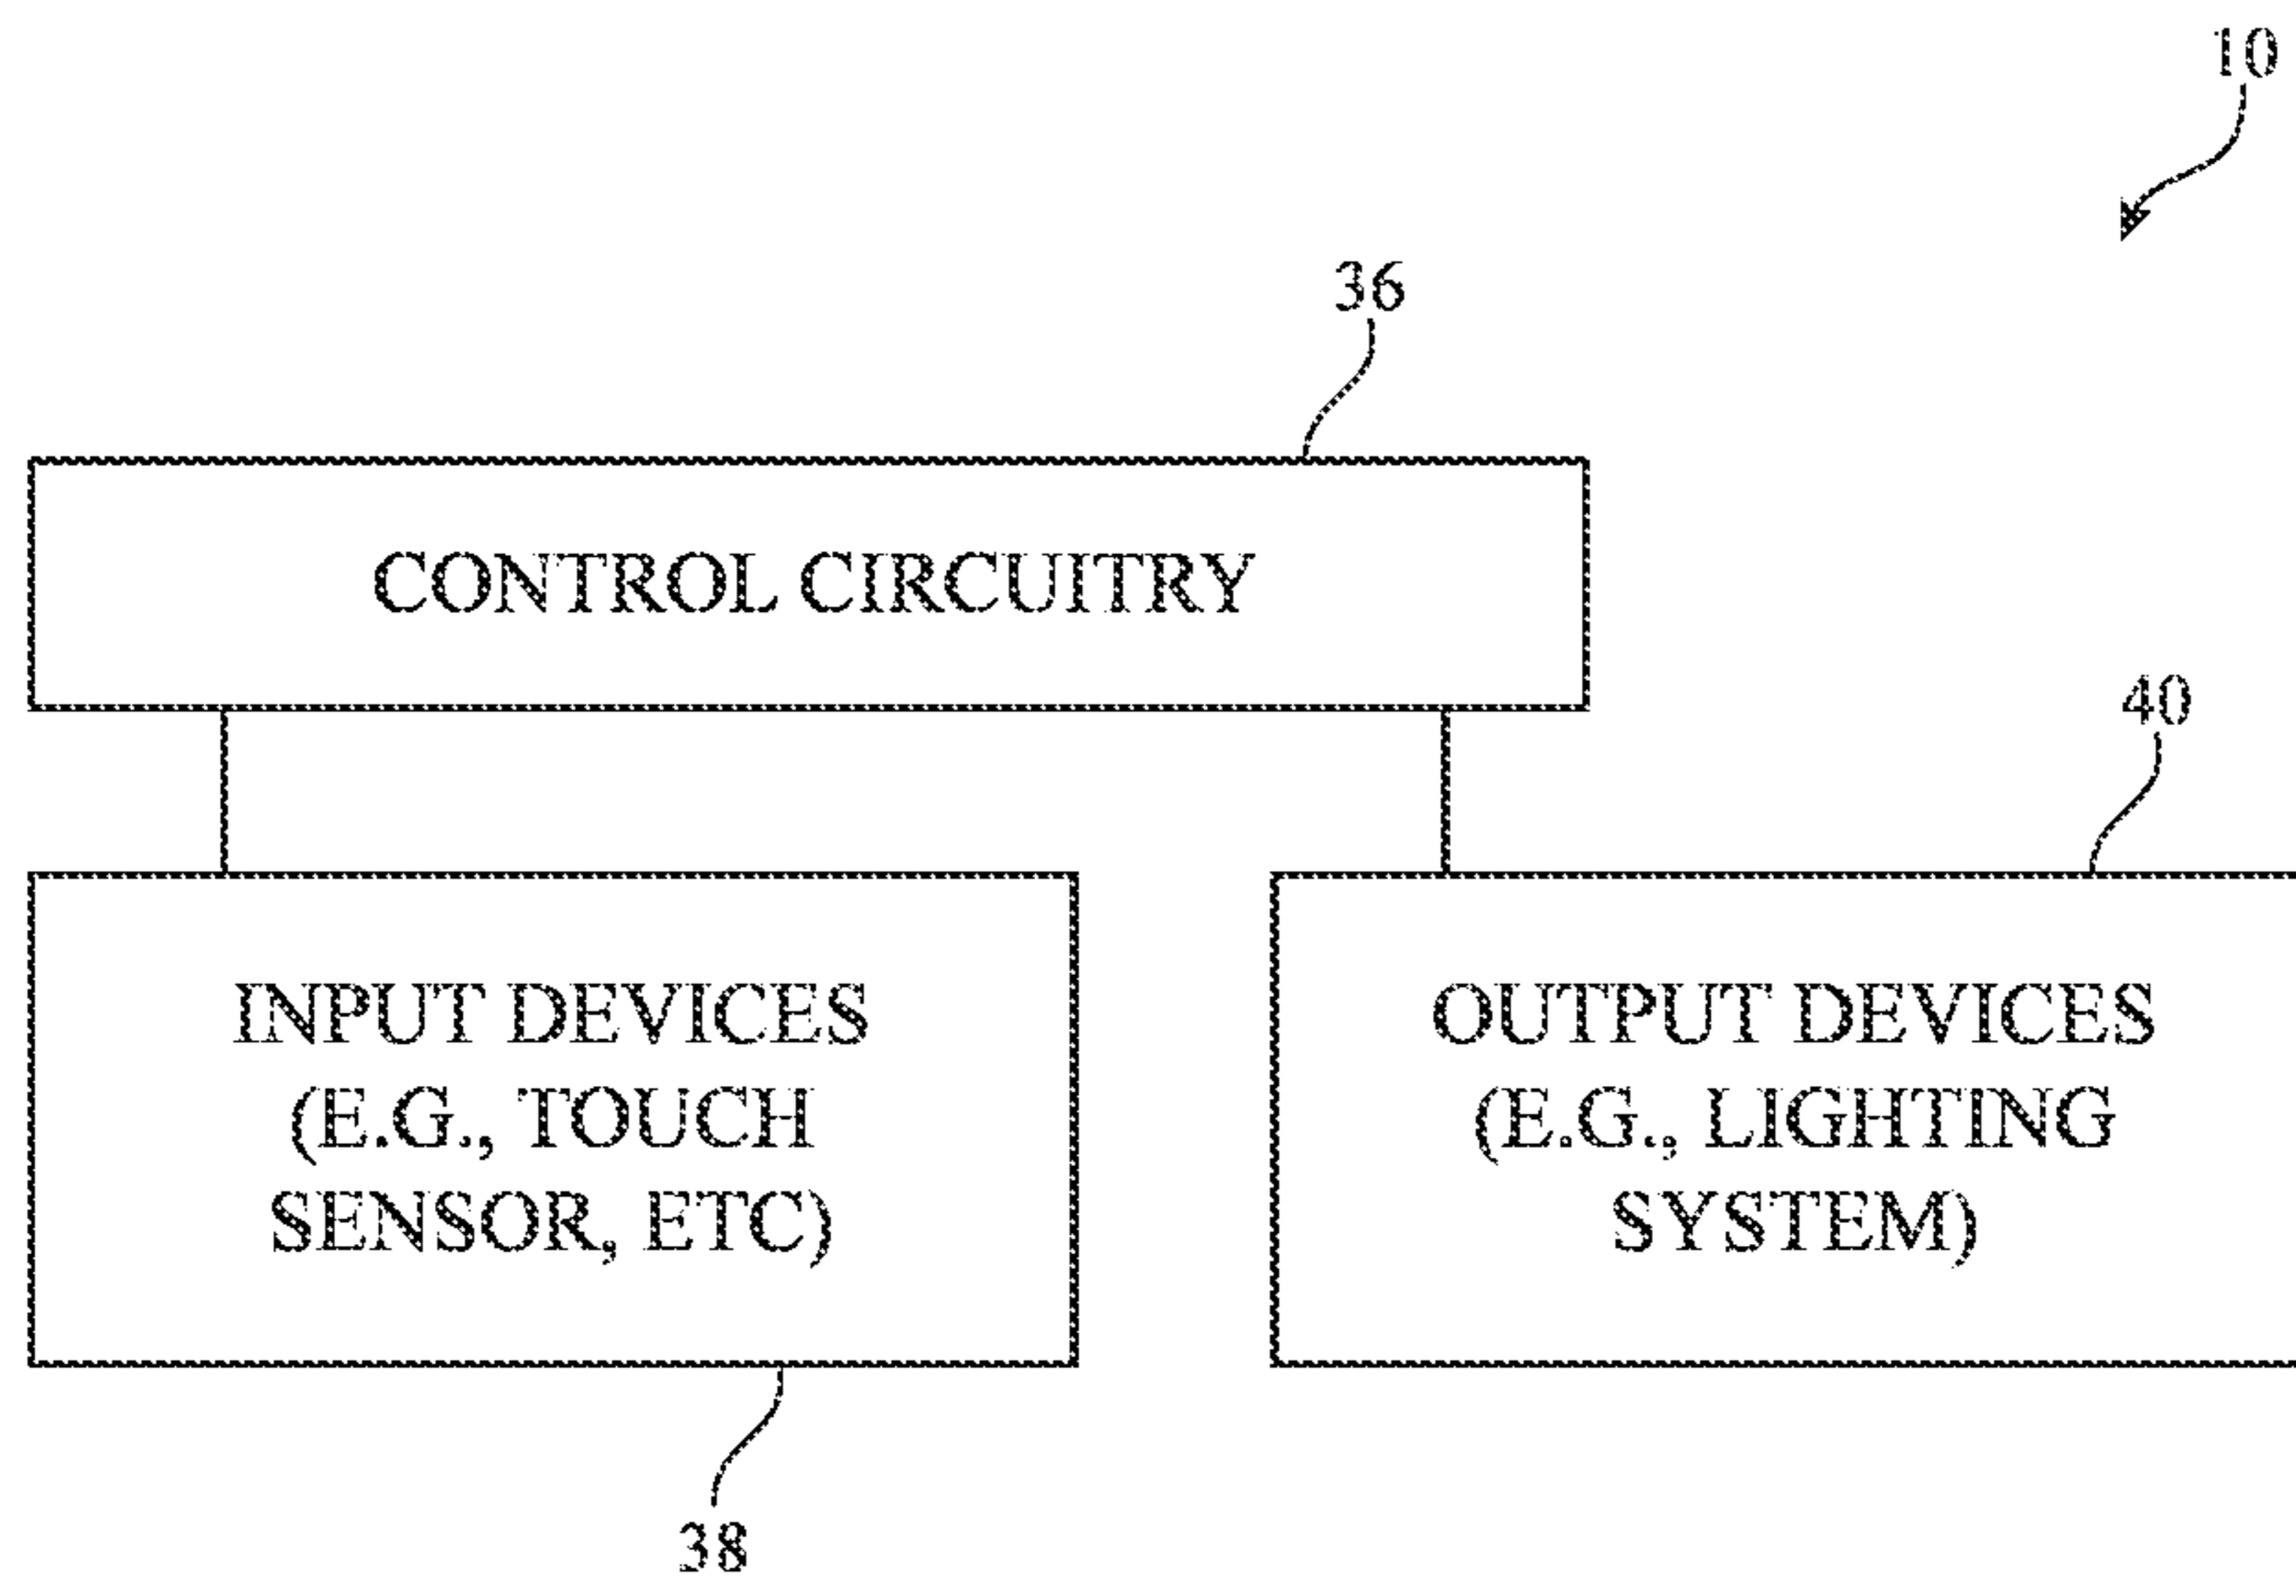 10
36
CONTROL CIRCUITRY
40
INPUT DEVICES
(E.G., TOUCH
SENSOR, ETC)
OUTPUT DEVICES
(E.G., LIGHTING
SYSTEM)
38